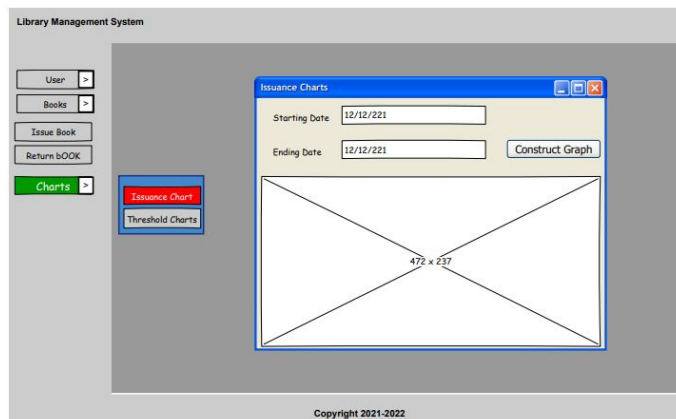 Library Management System
User >
Books >
Issue Book
Return bOOK
Charts >
Issuance Chart
Threshold Charts
Issuance Charts
Starting Date 12/12/221
Ending Date 12/12/221
Construct Graph
472 x 237
Copyright 2021-2022